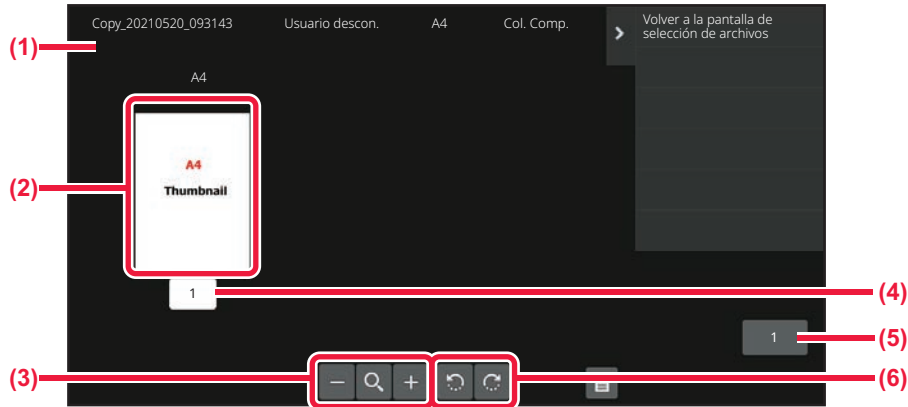 Copy_20210520_093143 Usuario descon. A4 Col. Comp.
Volver a la pantalla de
selección de archivos
(1)
A4
(2)
A4
Thumbnail
1
(4)
1
(5)
(3)
(6)